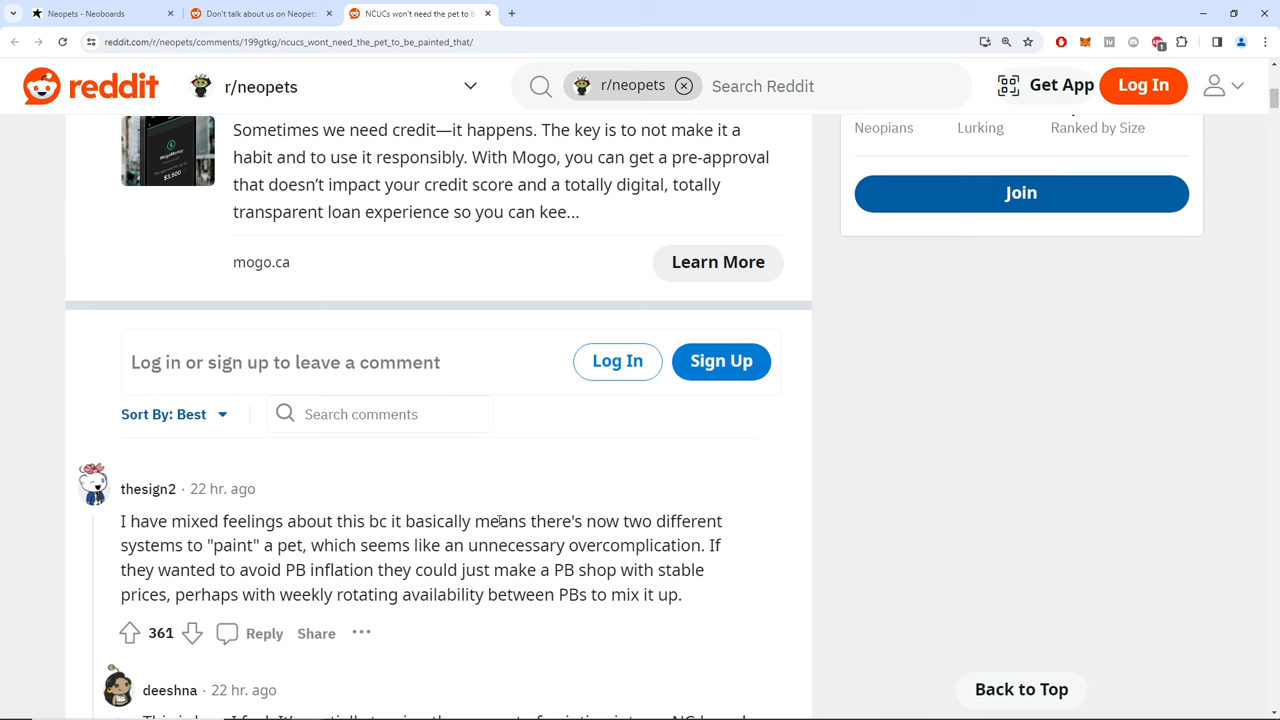 Neopets - Neoboards
Don't talk about us on Neopets
NCUCs won't need the pet to b
reddit.com/r/neopets/comments/199gtkg/ncucs_wont_need_the_pet_to_be_painted_that/
reddit
r/neopets
r/neopets
Search Reddit
Get App
Log In
Sometimes we need credit—it happens. The key is to not make it a
habit and to use it responsibly. With Mogo, you can get a pre-approval
that doesn’t impact your credit score and a totally digital, totally
transparent loan experience so you can kee...
MogoMoney
$3,500
mogo.ca
Learn More
Neopians
Lurking
Ranked by Size
Join
Log in or sign up to leave a comment
Log In
Sign Up
Sort By: Best
Search comments
thesign2 · 22 hr. ago
I have mixed feelings about this bc it basically means there's now two different
systems to "paint" a pet, which seems like an unnecessary overcomplication. If
they wanted to avoid PB inflation they could just make a PB shop with stable
prices, perhaps with weekly rotating availability between PBs to mix it up.
361
Reply
Share
deeshna · 22 hr. ago
Back to Top